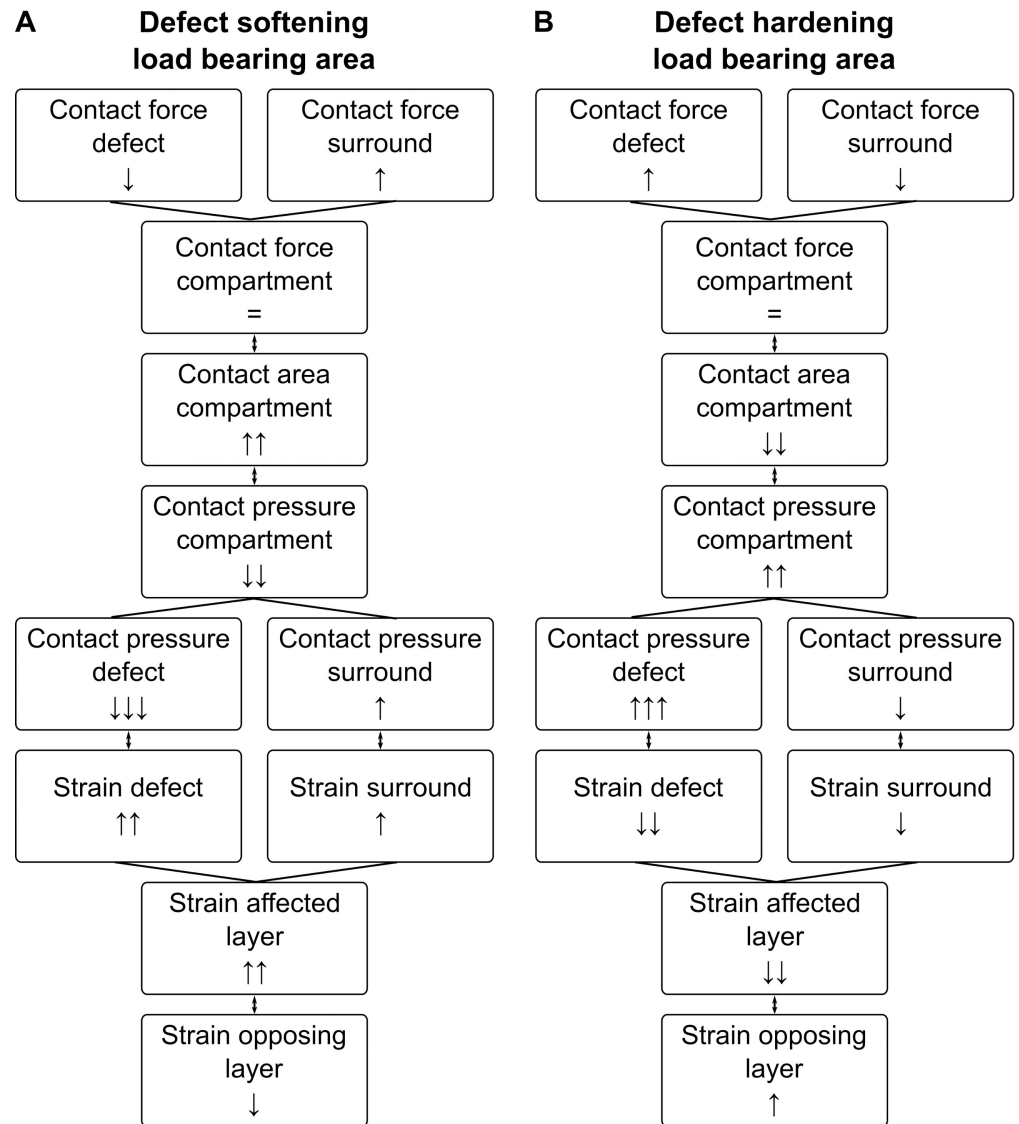 A
Defect softening
load bearing area
Contact force
defect
↓
Contact force
surround
↑
Contact force
compartment
=
Contact area
compartment
↑↑
Contact pressure
compartment
↓↓
Contact pressure
defect
↓↓↓
Contact pressure
surround
↑
Strain defect
↑↑
Strain surround
↑
Strain affected
layer
↑↑
Strain opposing
layer
↓
B
Defect hardening
load bearing area
Contact force
defect
↑
Contact force
surround
↓
Contact force
compartment
=
Contact area
compartment
↓↓
Contact pressure
compartment
↑↑
Contact pressure
defect
↑↑↑
Contact pressure
surround
↓
Strain defect
↓↓
Strain surround
↓
Strain affected
layer
↓↓
Strain opposing
layer
↑